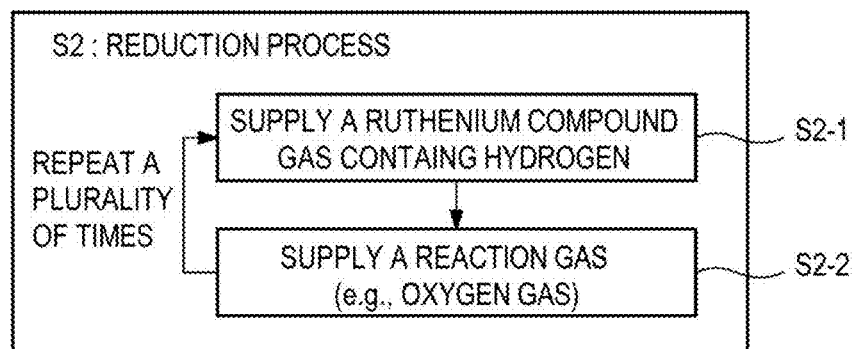 S2 : REDUCTION PROCESS
SUPPLY A RUTHENIUM COMPOUND
GAS CONTAING HYDROGEN
S2-1
REPEAT A
PLURALITY
OF TIMES
SUPPLY A REACTION GAS
(e.g., OXYGEN GAS)
S2-2